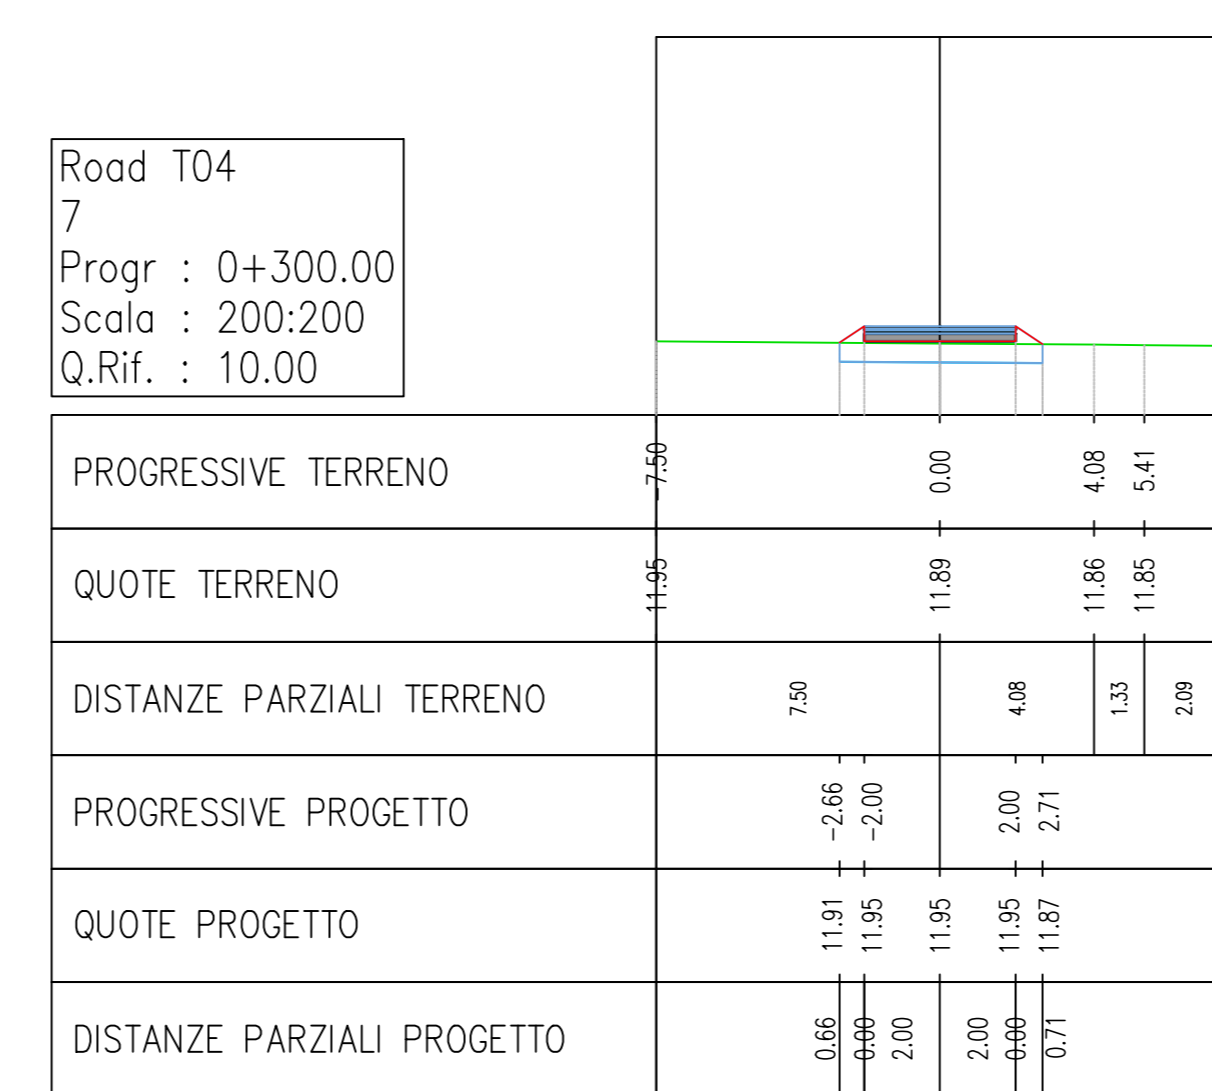 Road T04
7
Progr : 0+300.00
Scala : 200:200
Q.Rif. : 10.00
PROGRESSIVE TERRENO -7.50 0.00 4.08 5.41
QUOTE TERRENO 11.95 11.89 11.86 11.85
DISTANZE PARZIALI TERRENO 7.50 4.08 1.33 2.09
PROGRESSIVE PROGETTO -2.66 -2.00 2.00 2.71
QUOTE PROGETTO 11.91 11.95 11.95 11.95 11.87
DISTANZE PARZIALI PROGETTO 0.66 0.00 2.00 2.00 0.00 0.71